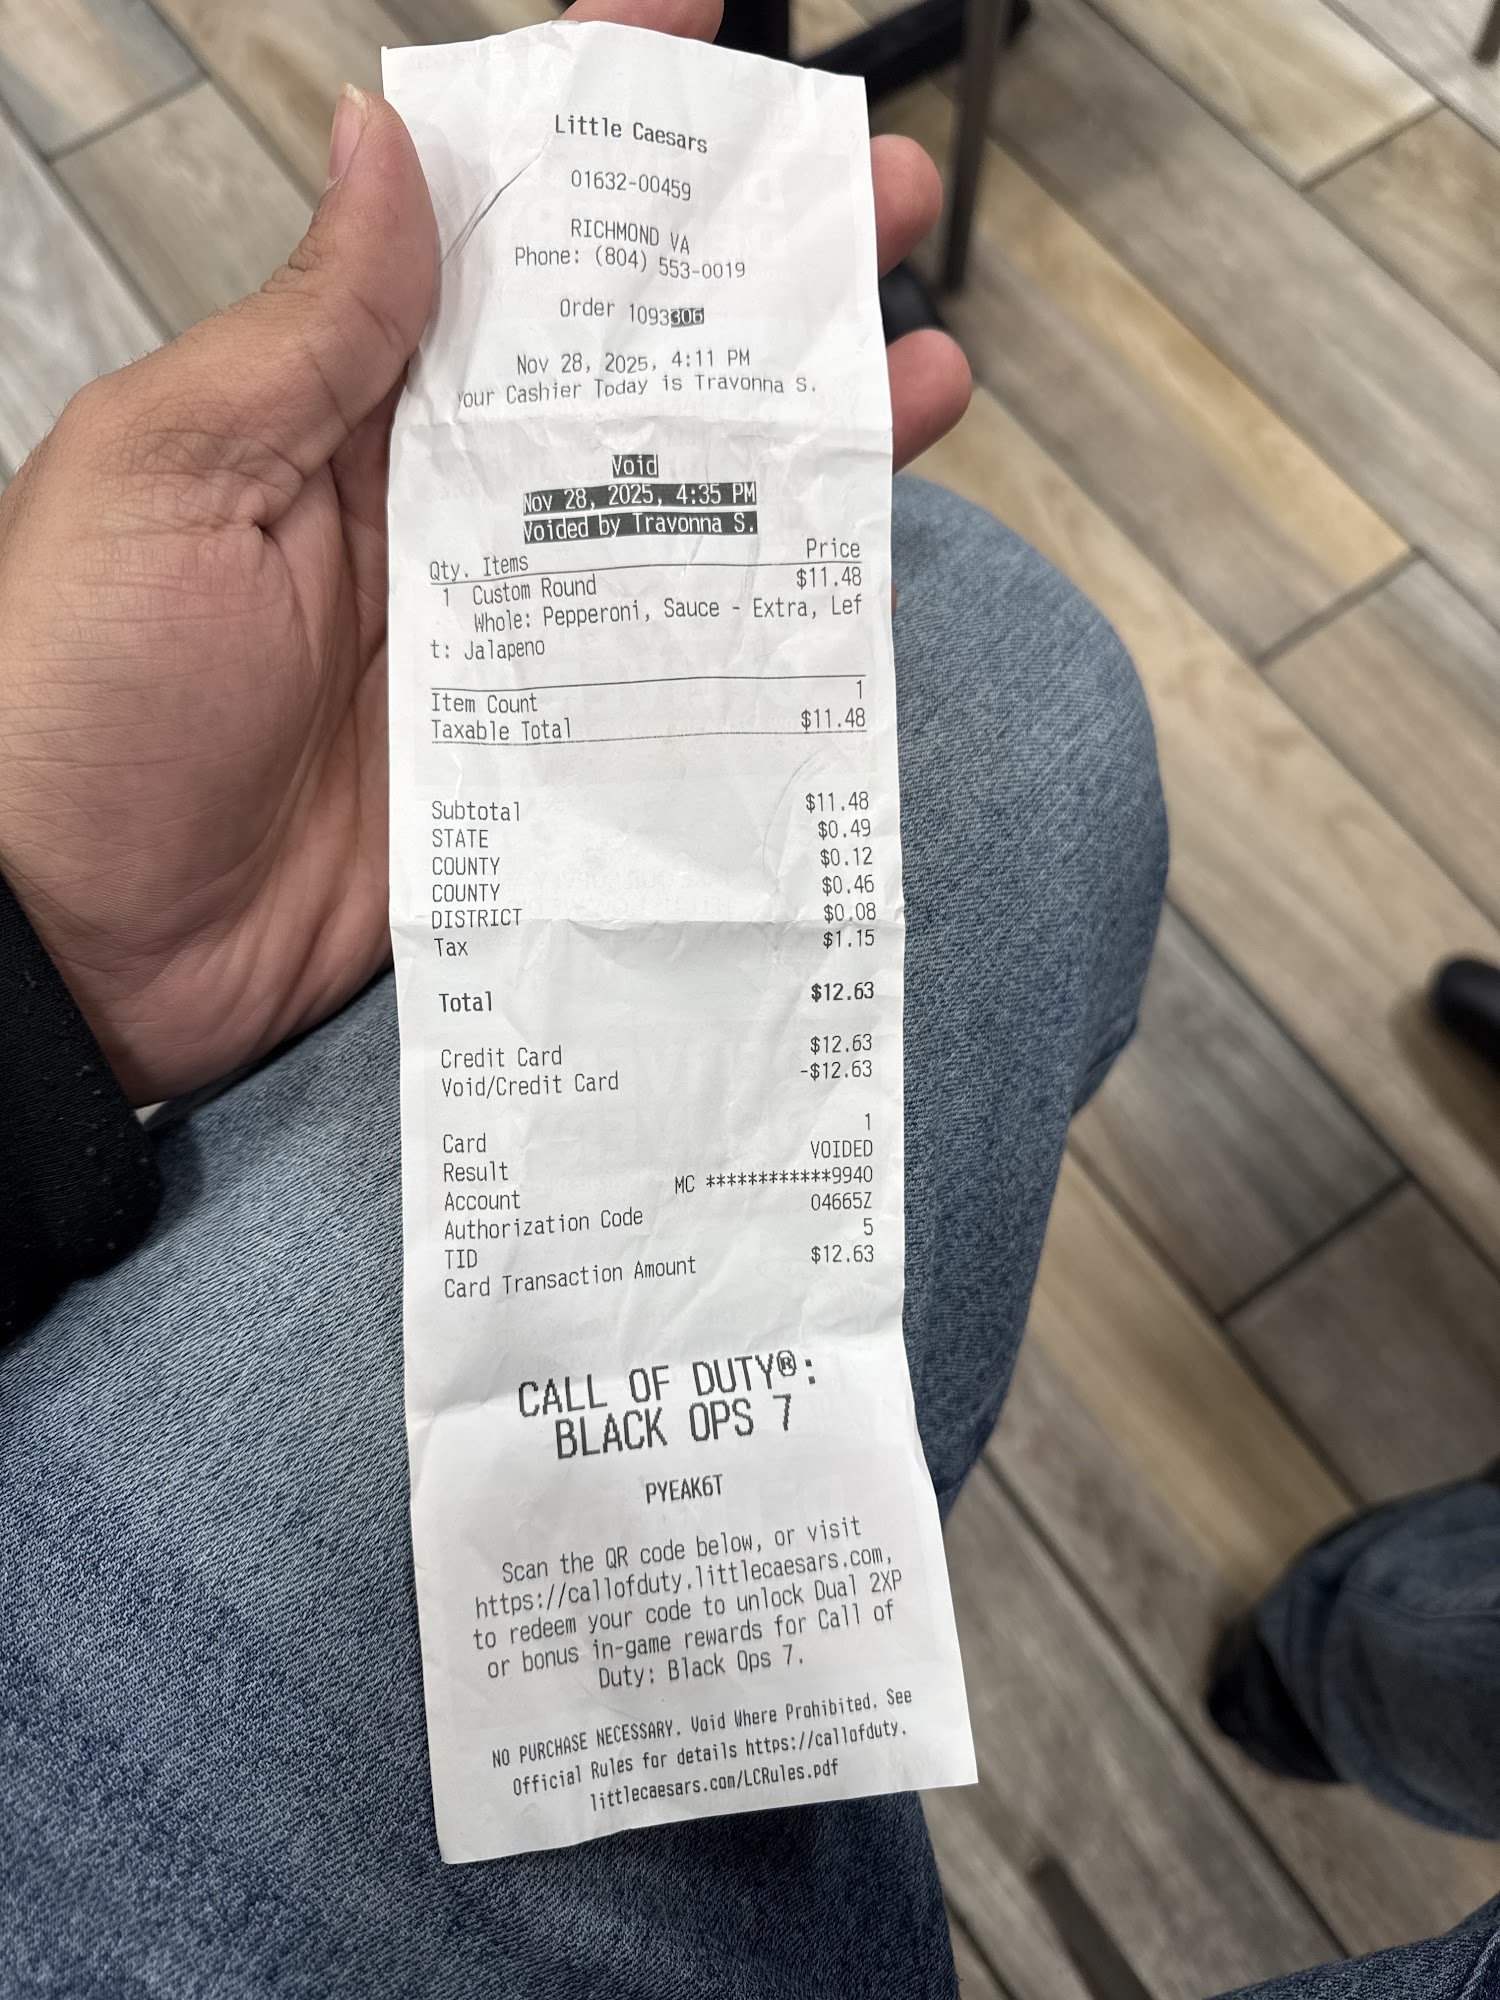 Little Caesars
01632-00459
RICHMOND VA
Phone: (804) 553-0019
Order 1093306
Nov 28, 2025, 4:11 PM
Your Cashier Today is Travonna S.
Void
Nov 28, 2025, 4:35 PM
Voided by Travonna S.
Qty. Items Price
1 Custom Round $11.48
Whole: Pepperoni, Sauce - Extra, Lef
t: Jalapeno
Item Count 1
Taxable Total $11.48
Subtotal $11.48
STATE $0.49
COUNTY $0.12
COUNTY $0.46
DISTRICT $0.08
Tax $1.15
Total $12.63
Credit Card $12.63
Void/Credit Card -$12.63
Card 1
Result VOIDED
Account MC ************9940
Authorization Code 04665Z
TID 5
Card Transaction Amount $12.63
CALL OF DUTY®:
BLACK OPS 7
PYEAK6T
Scan the QR code below, or visit
https://callofduty.littlecaesars.com,
to redeem your code to unlock Dual 2XP
or bonus in-game rewards for Call of
Duty: Black Ops 7.
NO PURCHASE NECESSARY. Void Where Prohibited. See
Official Rules for details https://callofduty.
littlecaesars.com/LCRules.pdf